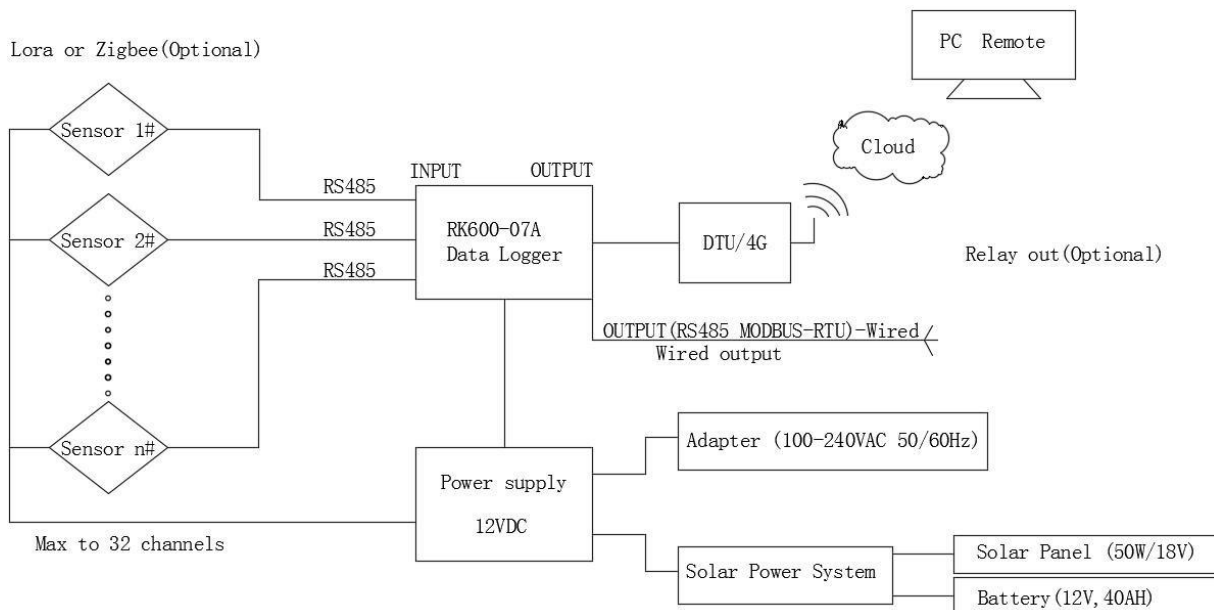 PC Remote
Lora or Zigbee(Optional)
Sensor 1#
Cloud
INPUT
OUTPUT
RS485
Sensor 2#
RS485
RK600-07A
Data Logger
DTU/4G
Relay out(Optional)
RS485
OUTPUT(RS485 MODBUS-RTU)-Wired
Wired output
Sensor n#
Adapter (100-240VAC 50/60Hz)
Power supply
12VDC
Max to 32 channels
Solar Power System
Solar Panel (50W/18V)
Battery(12V,40AH)